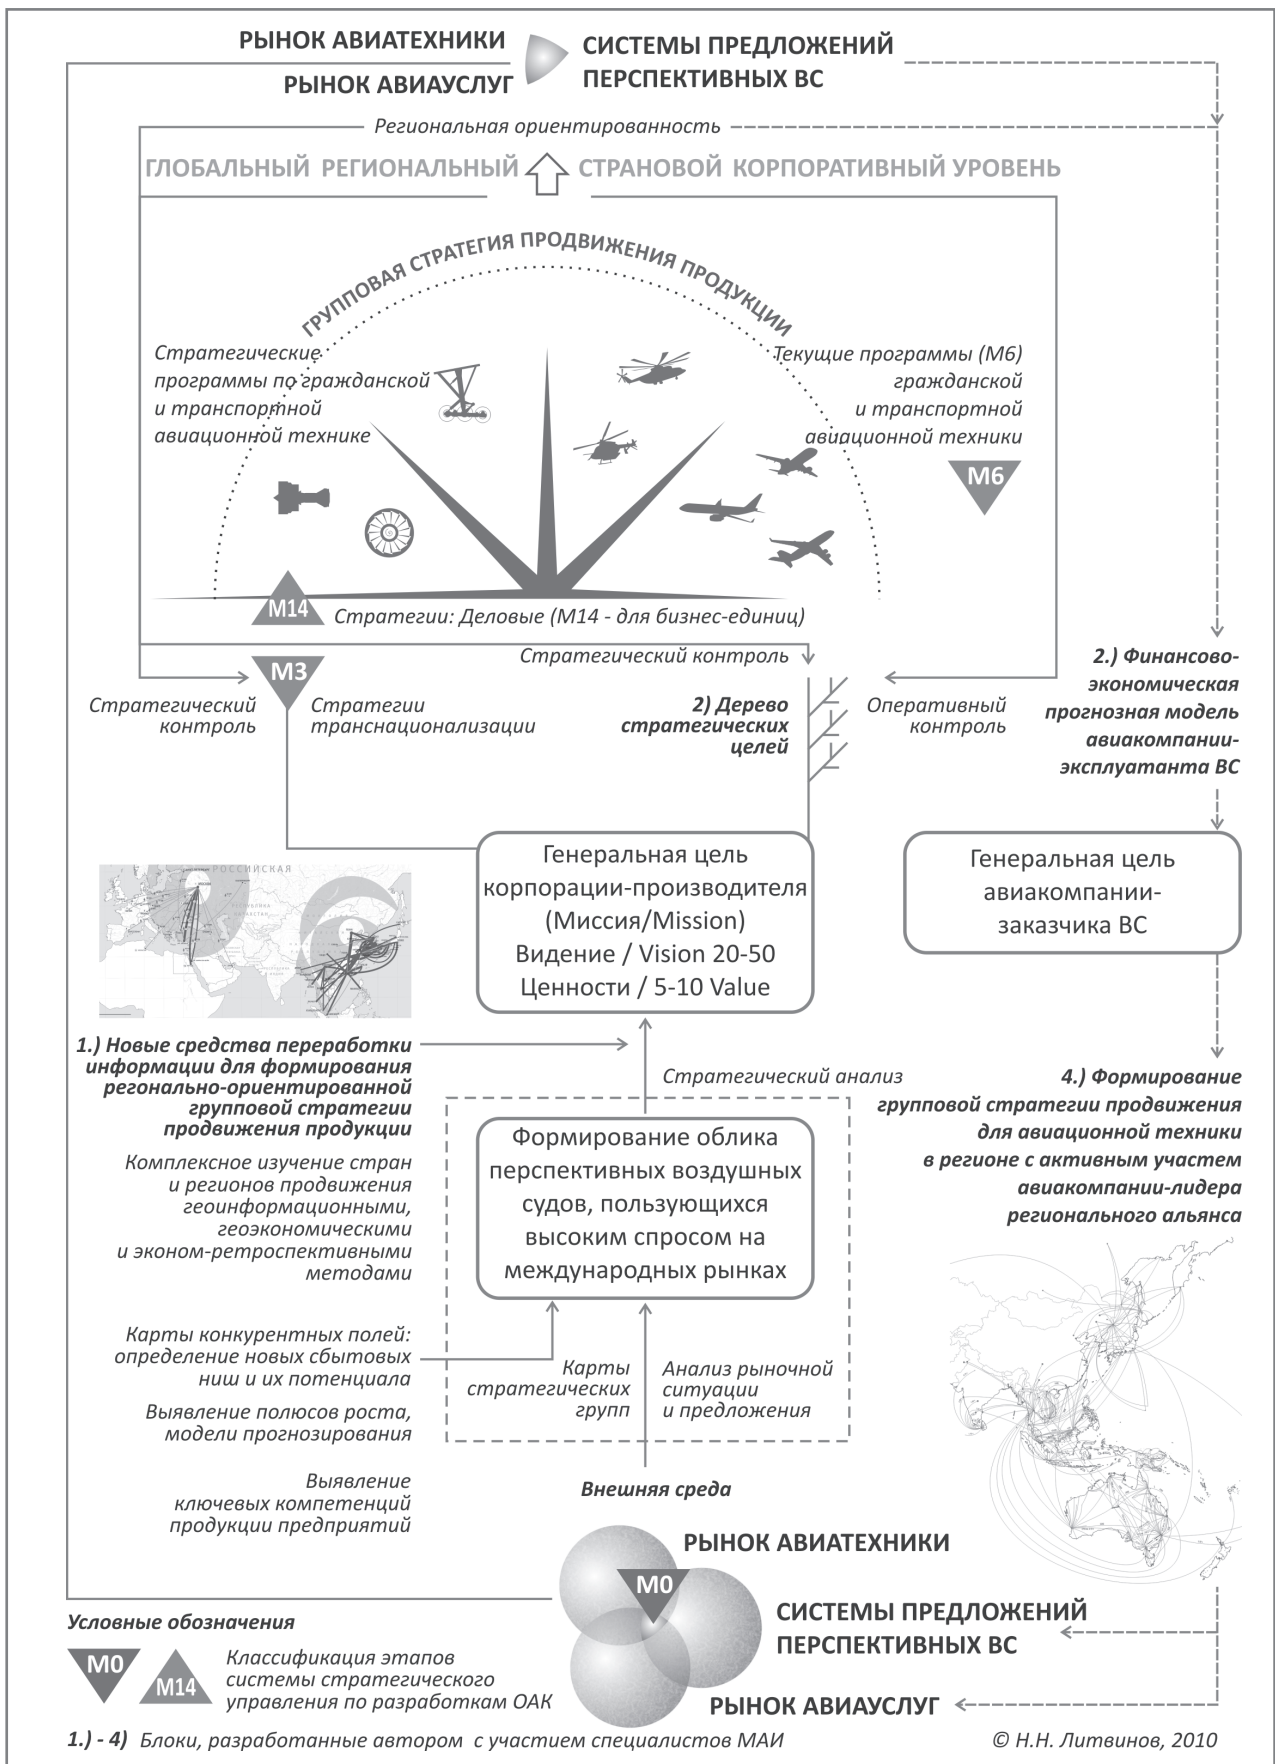 РЫНОК АВИАТЕХНИКИ
РЫНОК АВИАУСЛУГ
СИСТЕМЫ ПРЕДЛОЖЕНИЙ
ПЕРСПЕКТИВНЫХ ВС
Региональная ориентированность
ГЛОБАЛЬНЫЙ РЕГИОНАЛЬНЫЙ СТРАНОВОЙ КОРПОРАТИВНЫЙ УРОВЕНЬ
ГРУППОВАЯ СТРАТЕГИЯ ПРОДВИЖЕНИЯ ПРОДУКЦИИ
Стратегические
программы по гражданской
и транспортной
авиационной технике
Текущие программы (М6)
гражданской
и транспортной
авиационной техники
М6
М14
Стратегии: Деловые (М14 - для бизнес-единиц)
Стратегический контроль
М3
Стратегический
контроль
Стратегии
транснационализации
2) Дерево
стратегических
целей
Оперативный
контроль
2.) Финансово-
экономическая
прогнозная модель
авиакомпании-
эксплуатанта ВС
Генеральная цель
корпорации-производителя
(Миссия/Mission)
Видение / Vision 20-50
Ценности / 5-10 Value
Генеральная цель
авиакомпании-
заказчика ВС
РОССИЙСКАЯ
1.) Новые средства переработки
информации для формирования
регонально-ориентированной
групповой стратегии
продвижения продукции
Стратегический анализ
Комплексное изучение стран
и регионов продвижения
геоинформационными,
геоэкономическими
и эконом-ретроспективными
методами
Формирование облика
перспективных воздушных
судов, пользующихся
высоким спросом на
международных рынках
4.) Формирование
групповой стратегии продвижения
для авиационной техники
в регионе с активным участем
авиакомпании-лидера
регионального альянса
Карты конкурентных полей:
определение новых сбытовых
ниш и их потенциала
Карты
стратегических
групп
Анализ рыночной
ситуации
и предложения
Выявление полюсов роста,
модели прогнозирования
Выявление
ключевых компетенций
продукции предприятий
Внешняя среда
РЫНОК АВИАТЕХНИКИ
М0
СИСТЕМЫ ПРЕДЛОЖЕНИЙ
ПЕРСПЕКТИВНЫХ ВС
РЫНОК АВИАУСЛУГ
Условные обозначения
М0
М14
Классификация этапов
системы стратегического
управления по разработкам ОАК
1.) - 4) Блоки, разработанные автором с участием специалистов МАИ
© Н.Н. Литвинов, 2010